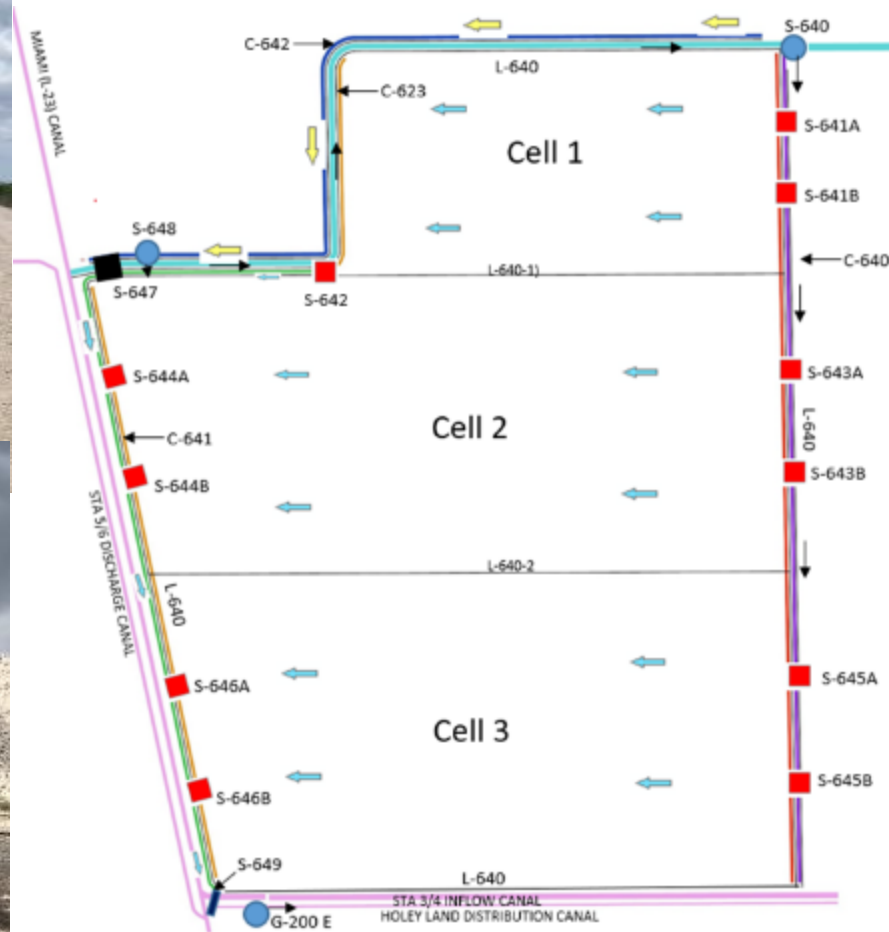 S-640
C-642
L-640
MIAMI (L-23) CANAL
C-623
S-641A
Cell 1
S-641B
S-648
C-640
L-640-1)
S-647
S-642
S-644A
S-643A
L-640
Cell 2
C-641
S-643B
S-644B
STA 5/6 DISCHARGE CANAL
L-640-2
L-640
S-646A
S-645A
Cell 3
S-645B
S-646B
S-649
L-640
STA 3/4 INFLOW CANAL
HOLEY LAND DISTRIBUTION CANAL
G-200 E